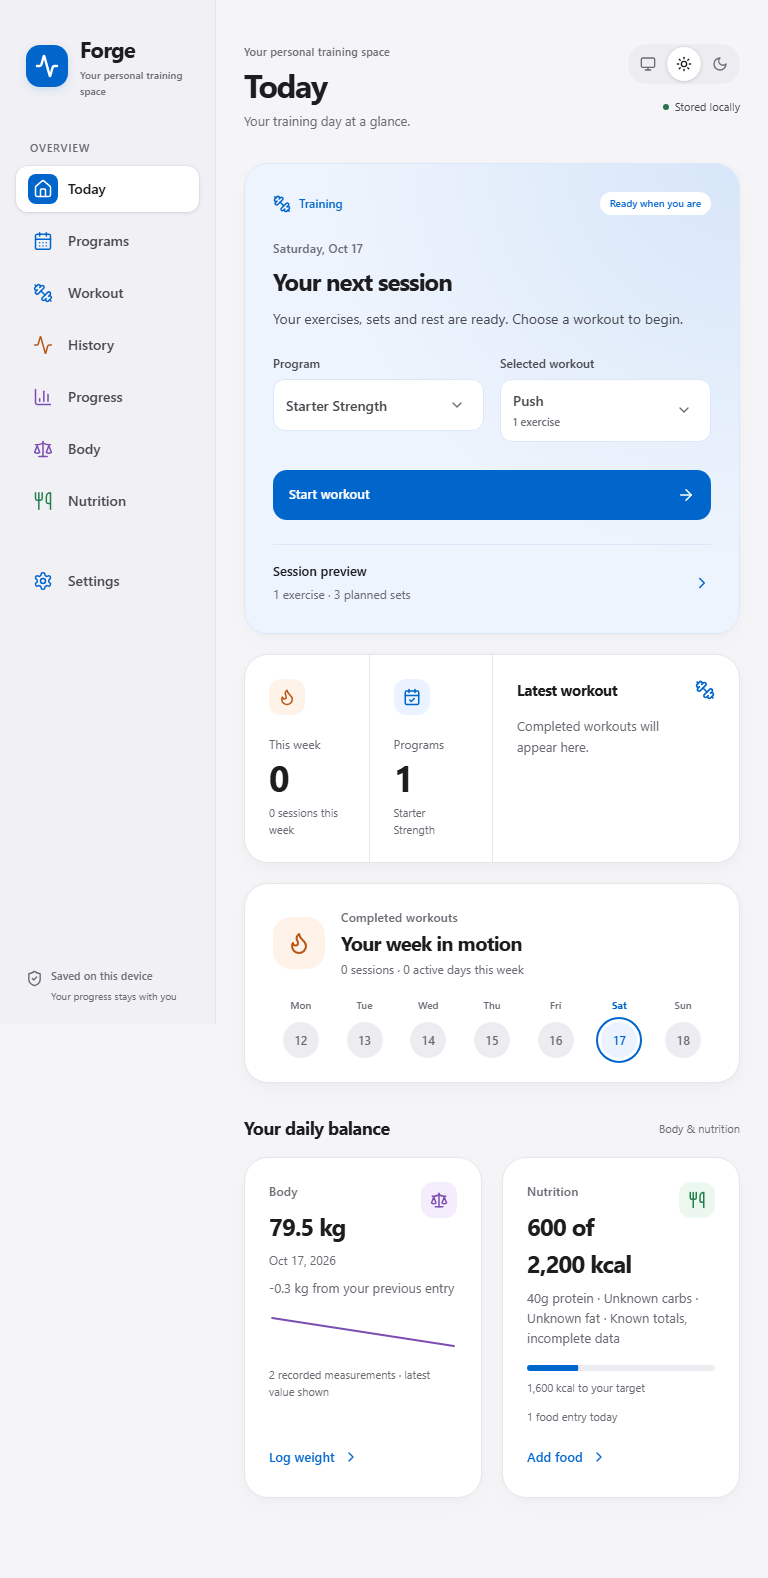 Forge
Your personal training
space
OVERVIEW
Today
Programs
Workout
History
Progress
Body
Nutrition
Settings
Saved on this device
Your progress stays with you
Your personal training space
Today
Your training day at a glance.
Stored locally
Training
Ready when you are
Saturday, Oct 17
Your next session
Your exercises, sets and rest are ready. Choose a workout to begin.
Program
Starter Strength
Selected workout
Push
1 exercise
Start workout
Session preview
1 exercise · 3 planned sets
This week
0
0 sessions this
week
Programs
1
Starter
Strength
Latest workout
Completed workouts will
appear here.
Completed workouts
Your week in motion
0 sessions · 0 active days this week
Mon Tue Wed Thu Fri Sat Sun
12 13 14 15 16 17 18
Your daily balance
Body & nutrition
Body
79.5 kg
Oct 17, 2026
-0.3 kg from your previous entry
2 recorded measurements · latest
value shown
Log weight
Nutrition
600 of
2,200 kcal
40g protein · Unknown carbs ·
Unknown fat · Known totals,
incomplete data
1,600 kcal to your target
1 food entry today
Add food